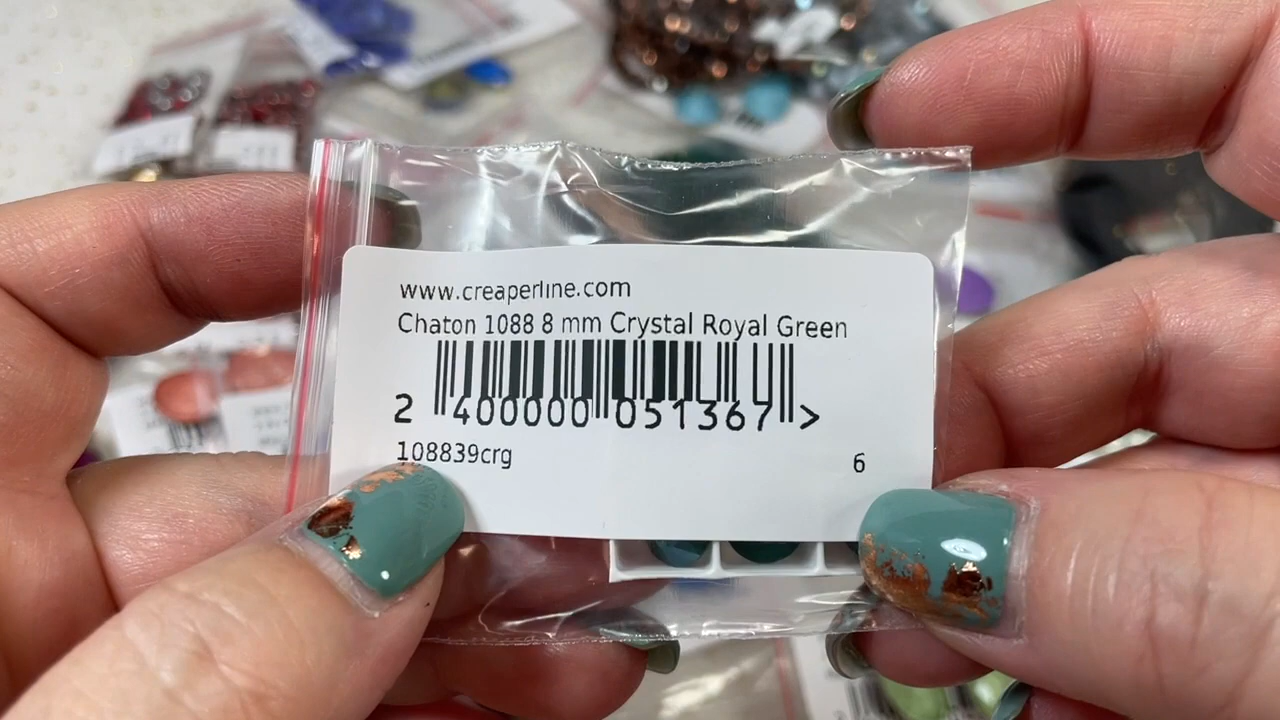 www.creaperline.com
Chaton 1088 8 mm Crystal Royal Green
2 400000 051367 >
108839crg 6